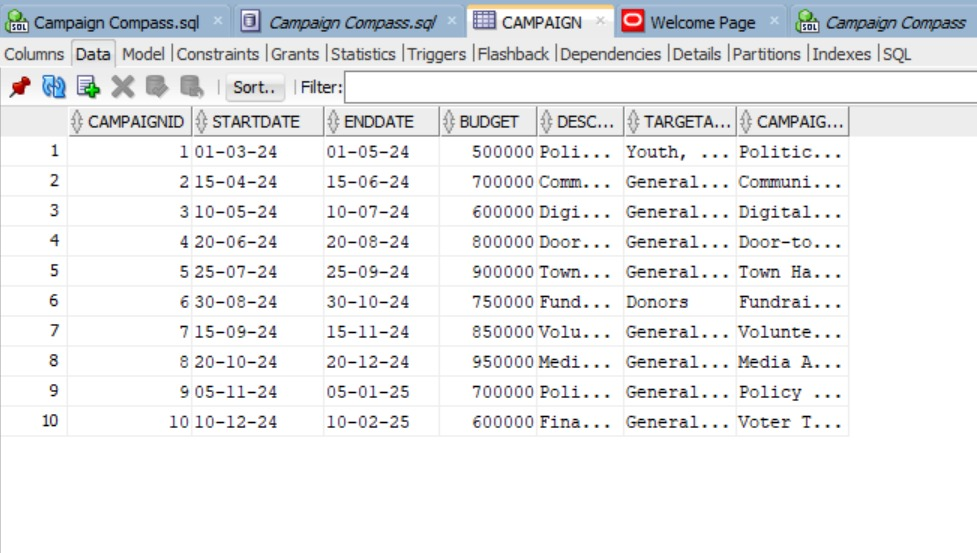 Campaign Compass.sql × Campaign Compass.sql × CAMPAIGN × Welcome Page × Campaign Compass
Columns Data Model |Constraints |Grants |Statistics |Triggers |Flashback |Dependencies |Details |Partitions |Indexes |SQL
Sort.. Filter:
CAMPAIGNID STARTDATE ENDDATE BUDGET DESC... TARGETA... CAMPAIG...
1 1 01-03-24 01-05-24 500000 Poli... Youth, ... Politic...
2 2 15-04-24 15-06-24 700000 Comm... General... Communi...
3 3 10-05-24 10-07-24 600000 Digi... General... Digital...
4 4 20-06-24 20-08-24 800000 Door... General... Door-to...
5 5 25-07-24 25-09-24 900000 Town... General... Town Ha...
6 6 30-08-24 30-10-24 750000 Fund... Donors Fundrai...
7 7 15-09-24 15-11-24 850000 Volu... General... Volunte...
8 8 20-10-24 20-12-24 950000 Medi... General... Media A...
9 9 05-11-24 05-01-25 700000 Poli... General... Policy ...
10 10 10-12-24 10-02-25 600000 Fina... General... Voter T...